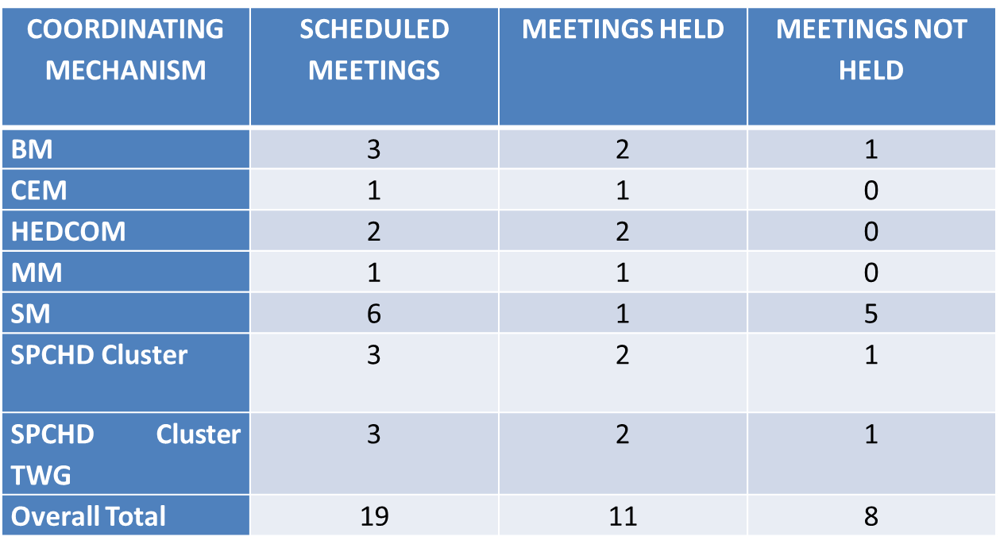 COORDINATING MECHANISM SCHEDULED MEETINGS MEETINGS HELD MEETINGS NOT HELD
BM 3 2 1
CEM 1 1 0
HEDCOM 2 2 0
MM 1 1 0
SM 6 1 5
SPCHD Cluster 3 2 1
SPCHD Cluster TWG 3 2 1
Overall Total 19 11 8